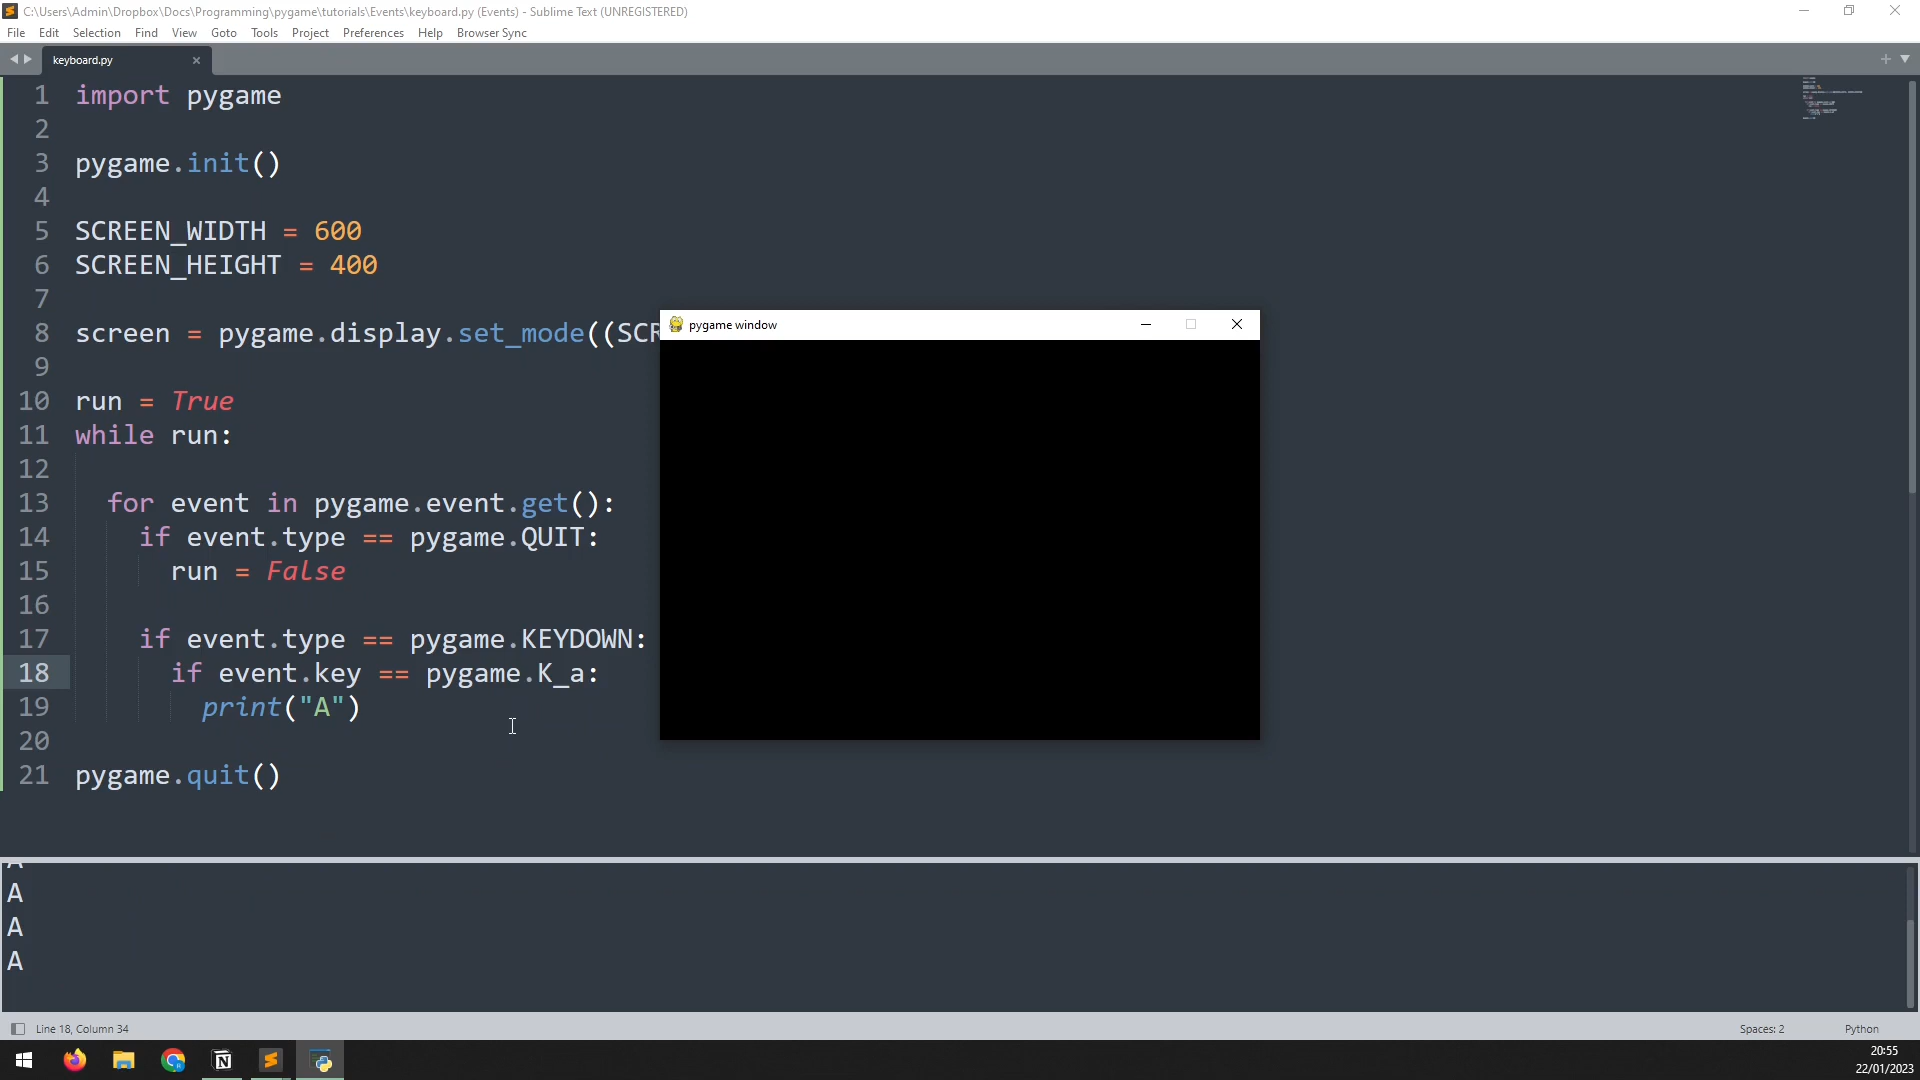 C:\Users\Admin\Dropbox\Docs\Programming\pygame\tutorials\Events\keyboard.py (Events) - Sublime Text (UNREGISTERED)
File Edit Selection Find View Goto Tools Project Preferences Help Browser Sync
keyboard.py
1 import pygame
2
3 pygame.init()
4
5 SCREEN_WIDTH = 600
6 SCREEN_HEIGHT = 400
7
8 screen = pygame.display.set_mode((SCR
9
10 run = True
11 while run:
12
13 for event in pygame.event.get():
14 if event.type == pygame.QUIT:
15 run = False
16
17 if event.type == pygame.KEYDOWN:
18 if event.key == pygame.K_a:
19 print("A")
20
21 pygame.quit()
pygame window
A
A
A
A
Line 18, Column 34
Spaces: 2
Python
20:55
22/01/2023